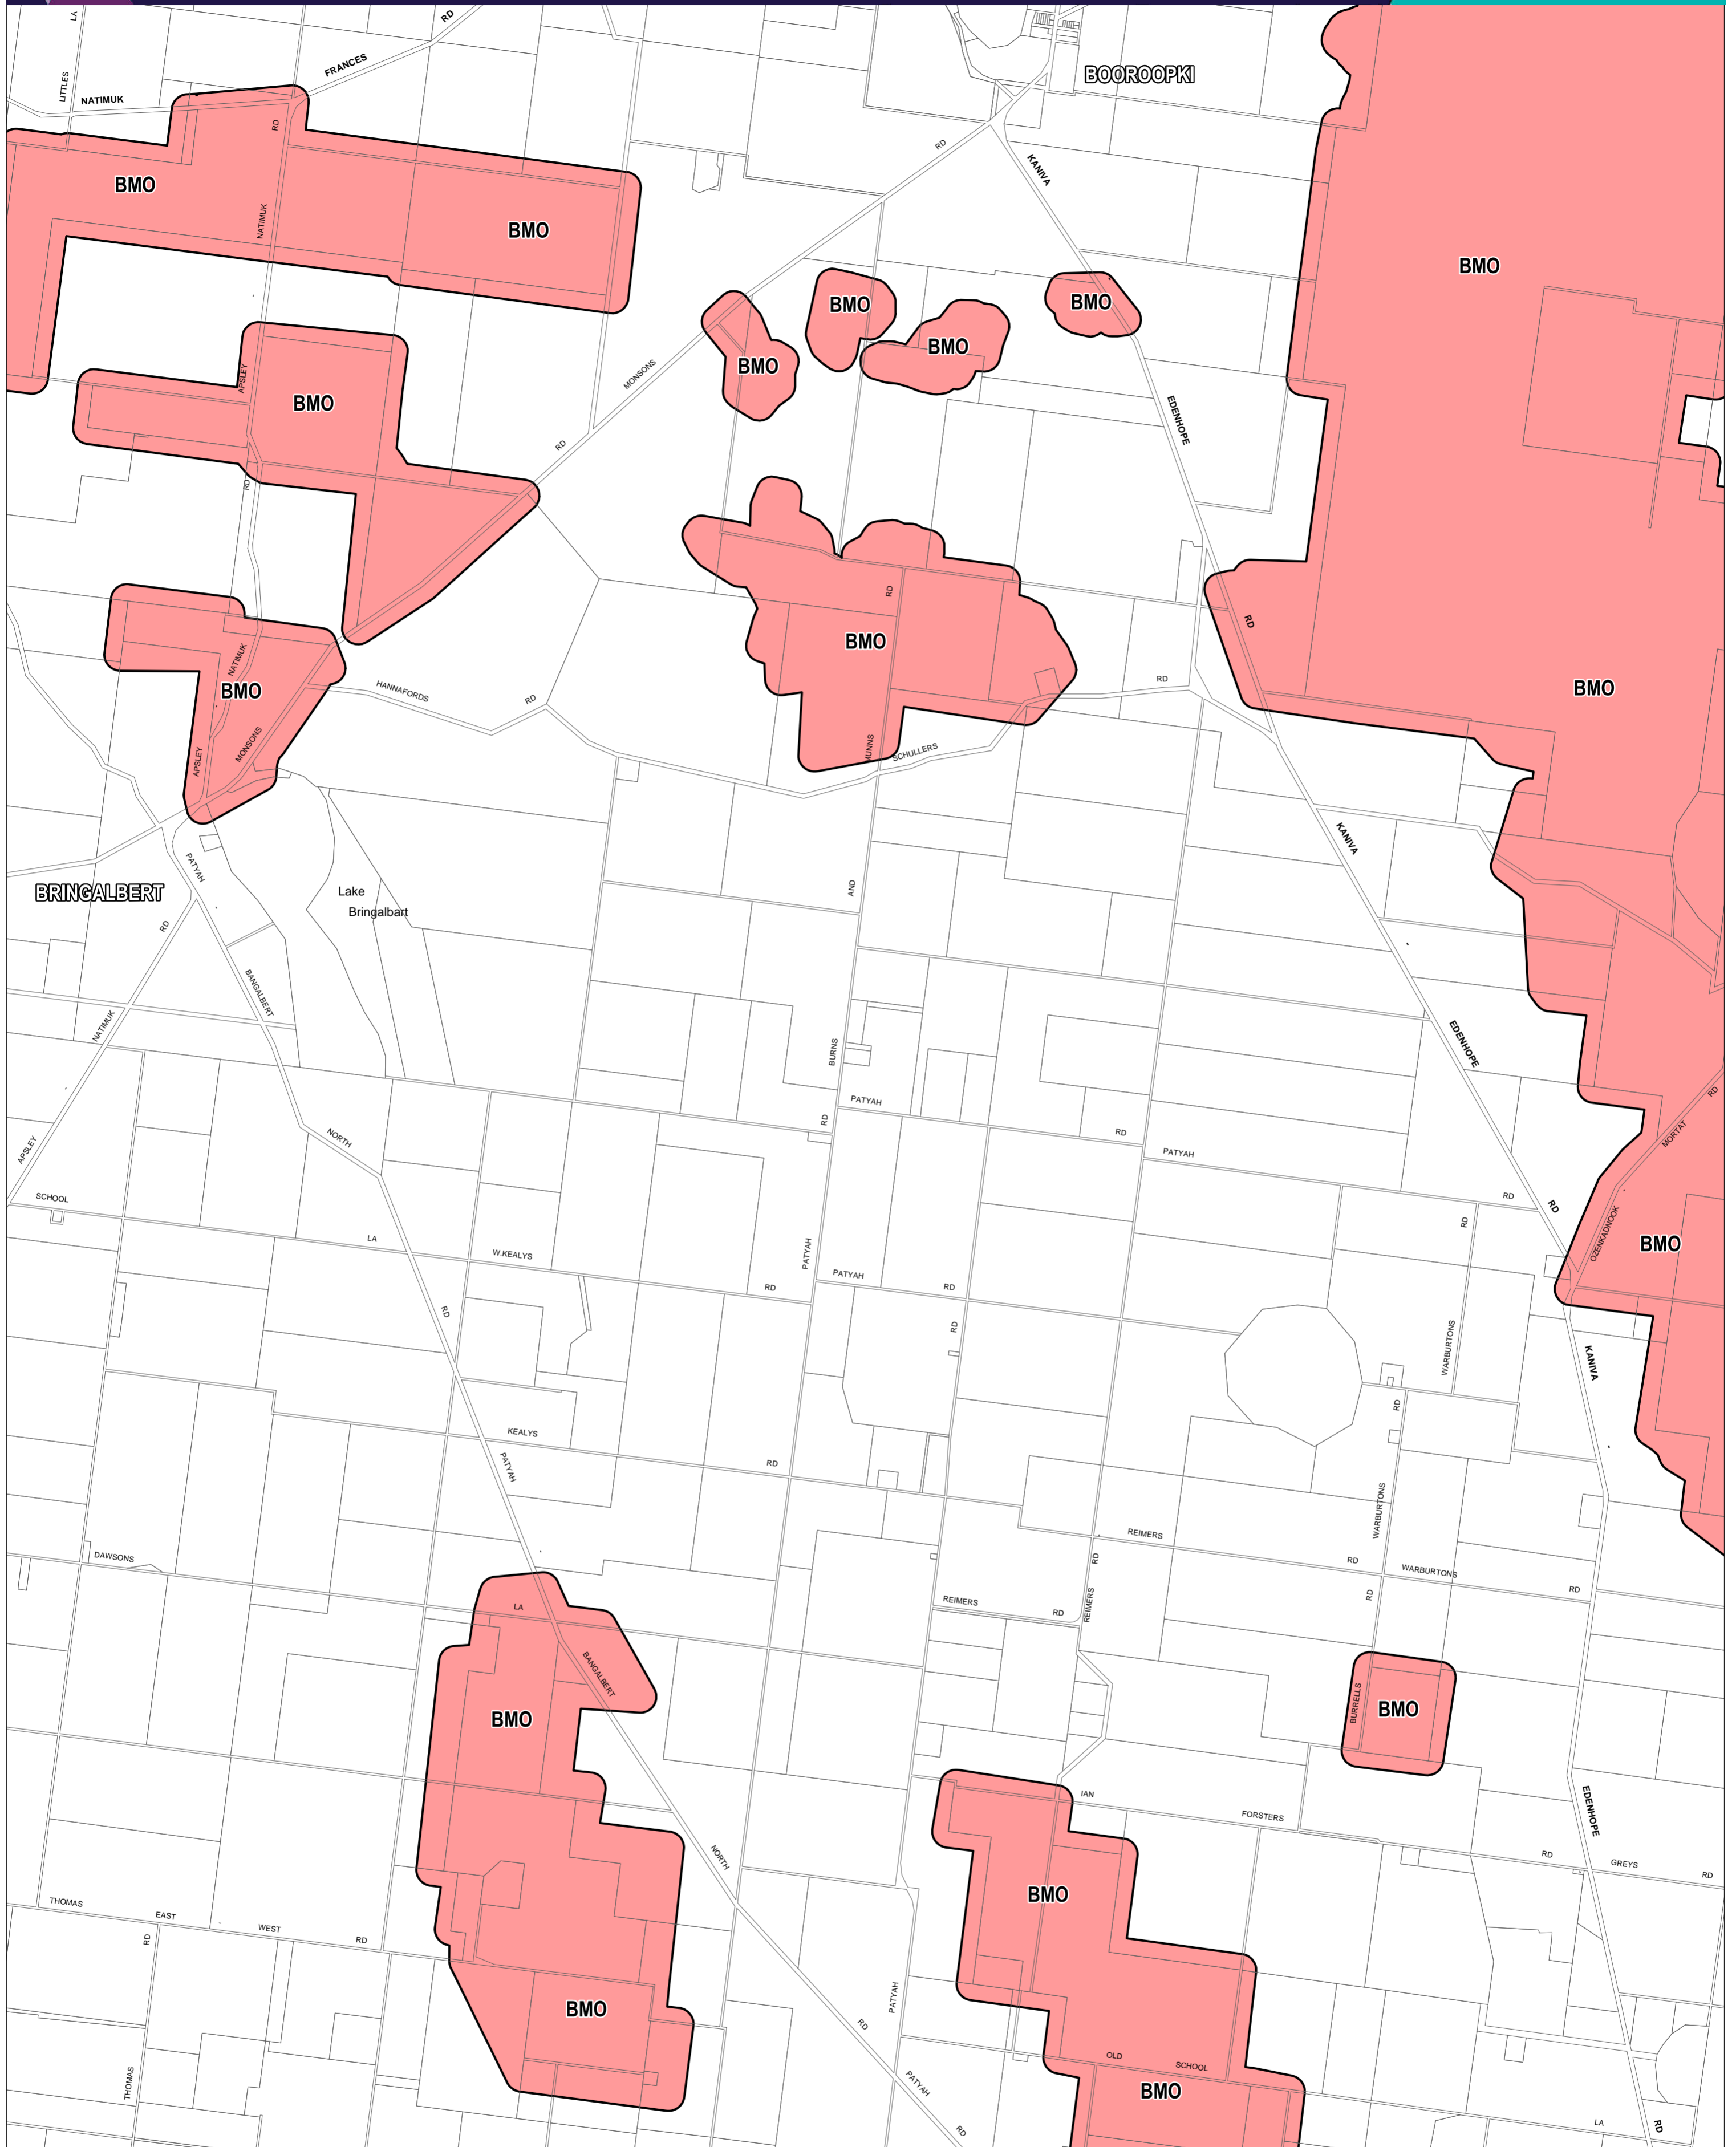 LA
RD
LITTLES
FRANCES
NATIMUK
BOOROOPKI
RD
RD
KANIVA
BMO
NATIMUK
BMO
BMO
BMO
BMO
BMO
BMO
MONSONS
BMO
APSLEY
BMO
EDENHOPE
RD
RD
RD
RD
BMO
NATIMUK
RD
BMO
HANNAFORDS
RD
BMO
MONSONS
MUNNS
SCHULLERS
APSLEY
KANIVA
PATYAH
BRINGALBERT
Lake
Bringalbart
AND
RD
BANGALBERT
NATIMUK
EDENHOPE
BURNS
PATYAH
RD
RD
RD
MORTAT
NORTH
APSLEY
PATYAH
SCHOOL
RD
RD
RD
OZENKADNOOK
LA
W.KEALYS
PATYAH
BMO
PATYAH
RD
RD
RD
RD
WARBURTONS
KANIVA
RD
KEALYS
RD
PATYAH
WARBURTONS
REIMERS
RD
RD
DAWSONS
WARBURTONS
RD
RD
REIMERS
RD
REIMERS
LA
BANGALBERT
BURRELLS
BMO
BMO
IAN
FORSTERS
EDENHOPE
NORTH
RD
GREYS
RD
BMO
THOMAS
EAST
WEST
RD
RD
PATYAH
BMO
RD
OLD
SCHOOL
THOMAS
PATYAH
BMO
LA
RD
RD